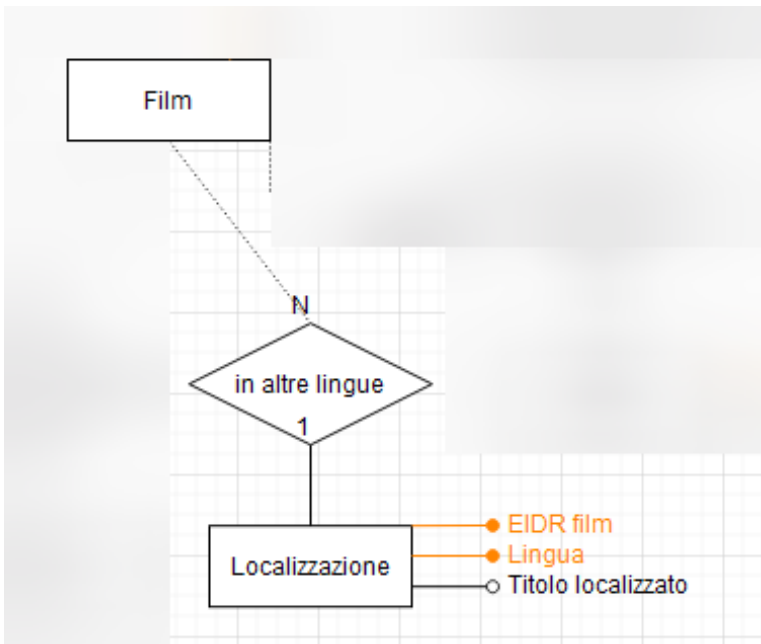 Film
N
in altre lingue
1
EIDR film
Lingua
Localizzazione
Titolo localizzato